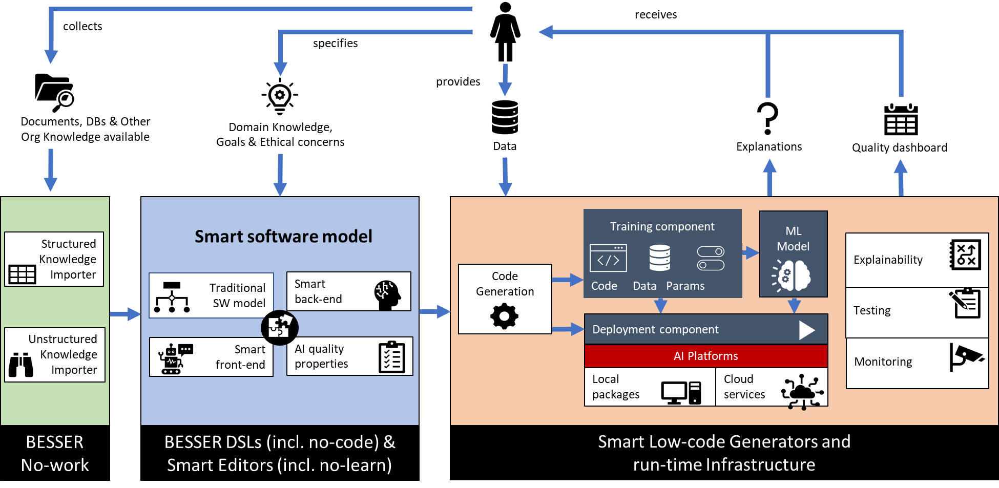 collects
specifies
receives
provides
Documents, DBs & Other
Org Knowledge available
Domain Knowledge,
Goals & Ethical concerns
Data
Explanations
Quality dashboard
Structured
Knowledge
Importer
Unstructured
Knowledge
Importer
BESSER
No-work
Smart software model
Traditional
SW model
Smart
back-end
Smart
front-end
AI quality
properties
BESSER DSLs (incl. no-code) &
Smart Editors (incl. no-learn)
Code
Generation
Training component
Code
Data
Params
ML
Model
Deployment component
AI Platforms
Local
packages
Cloud
services
Explainability
Testing
Monitoring
Smart Low-code Generators and
run-time Infrastructure